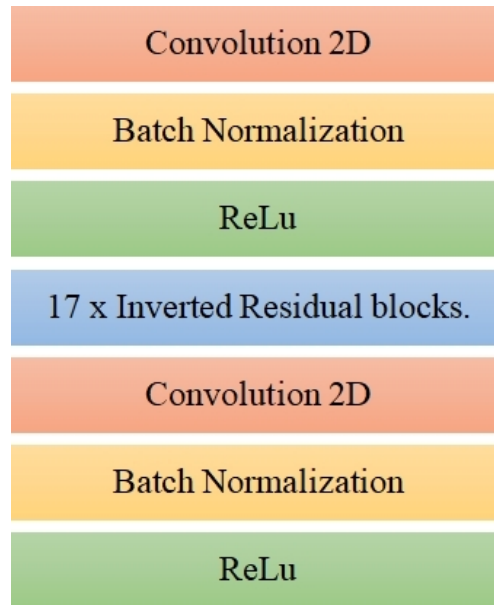 Convolution 2D
Batch Normalization
ReLu
17 x Inverted Residual blocks.
Convolution 2D
Batch Normalization
ReLu